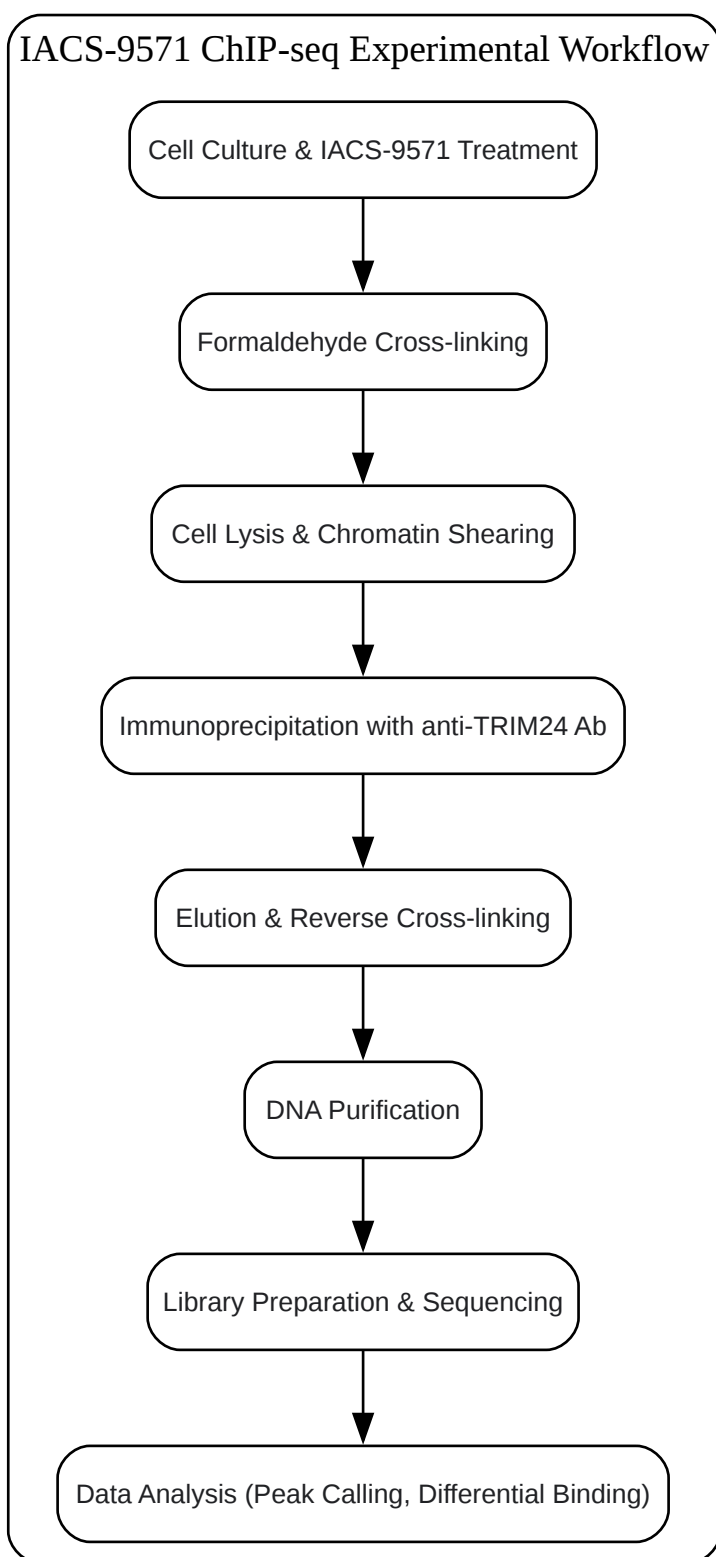 IACS-9571 ChIP-seq Experimental Workflow
Cell Culture & IACS-9571 Treatment
Formaldehyde Cross-linking
Cell Lysis & Chromatin Shearing
Immunoprecipitation with anti-TRIM24 Ab
Elution & Reverse Cross-linking
DNA Purification
Library Preparation & Sequencing
Data Analysis (Peak Calling, Differential Binding)